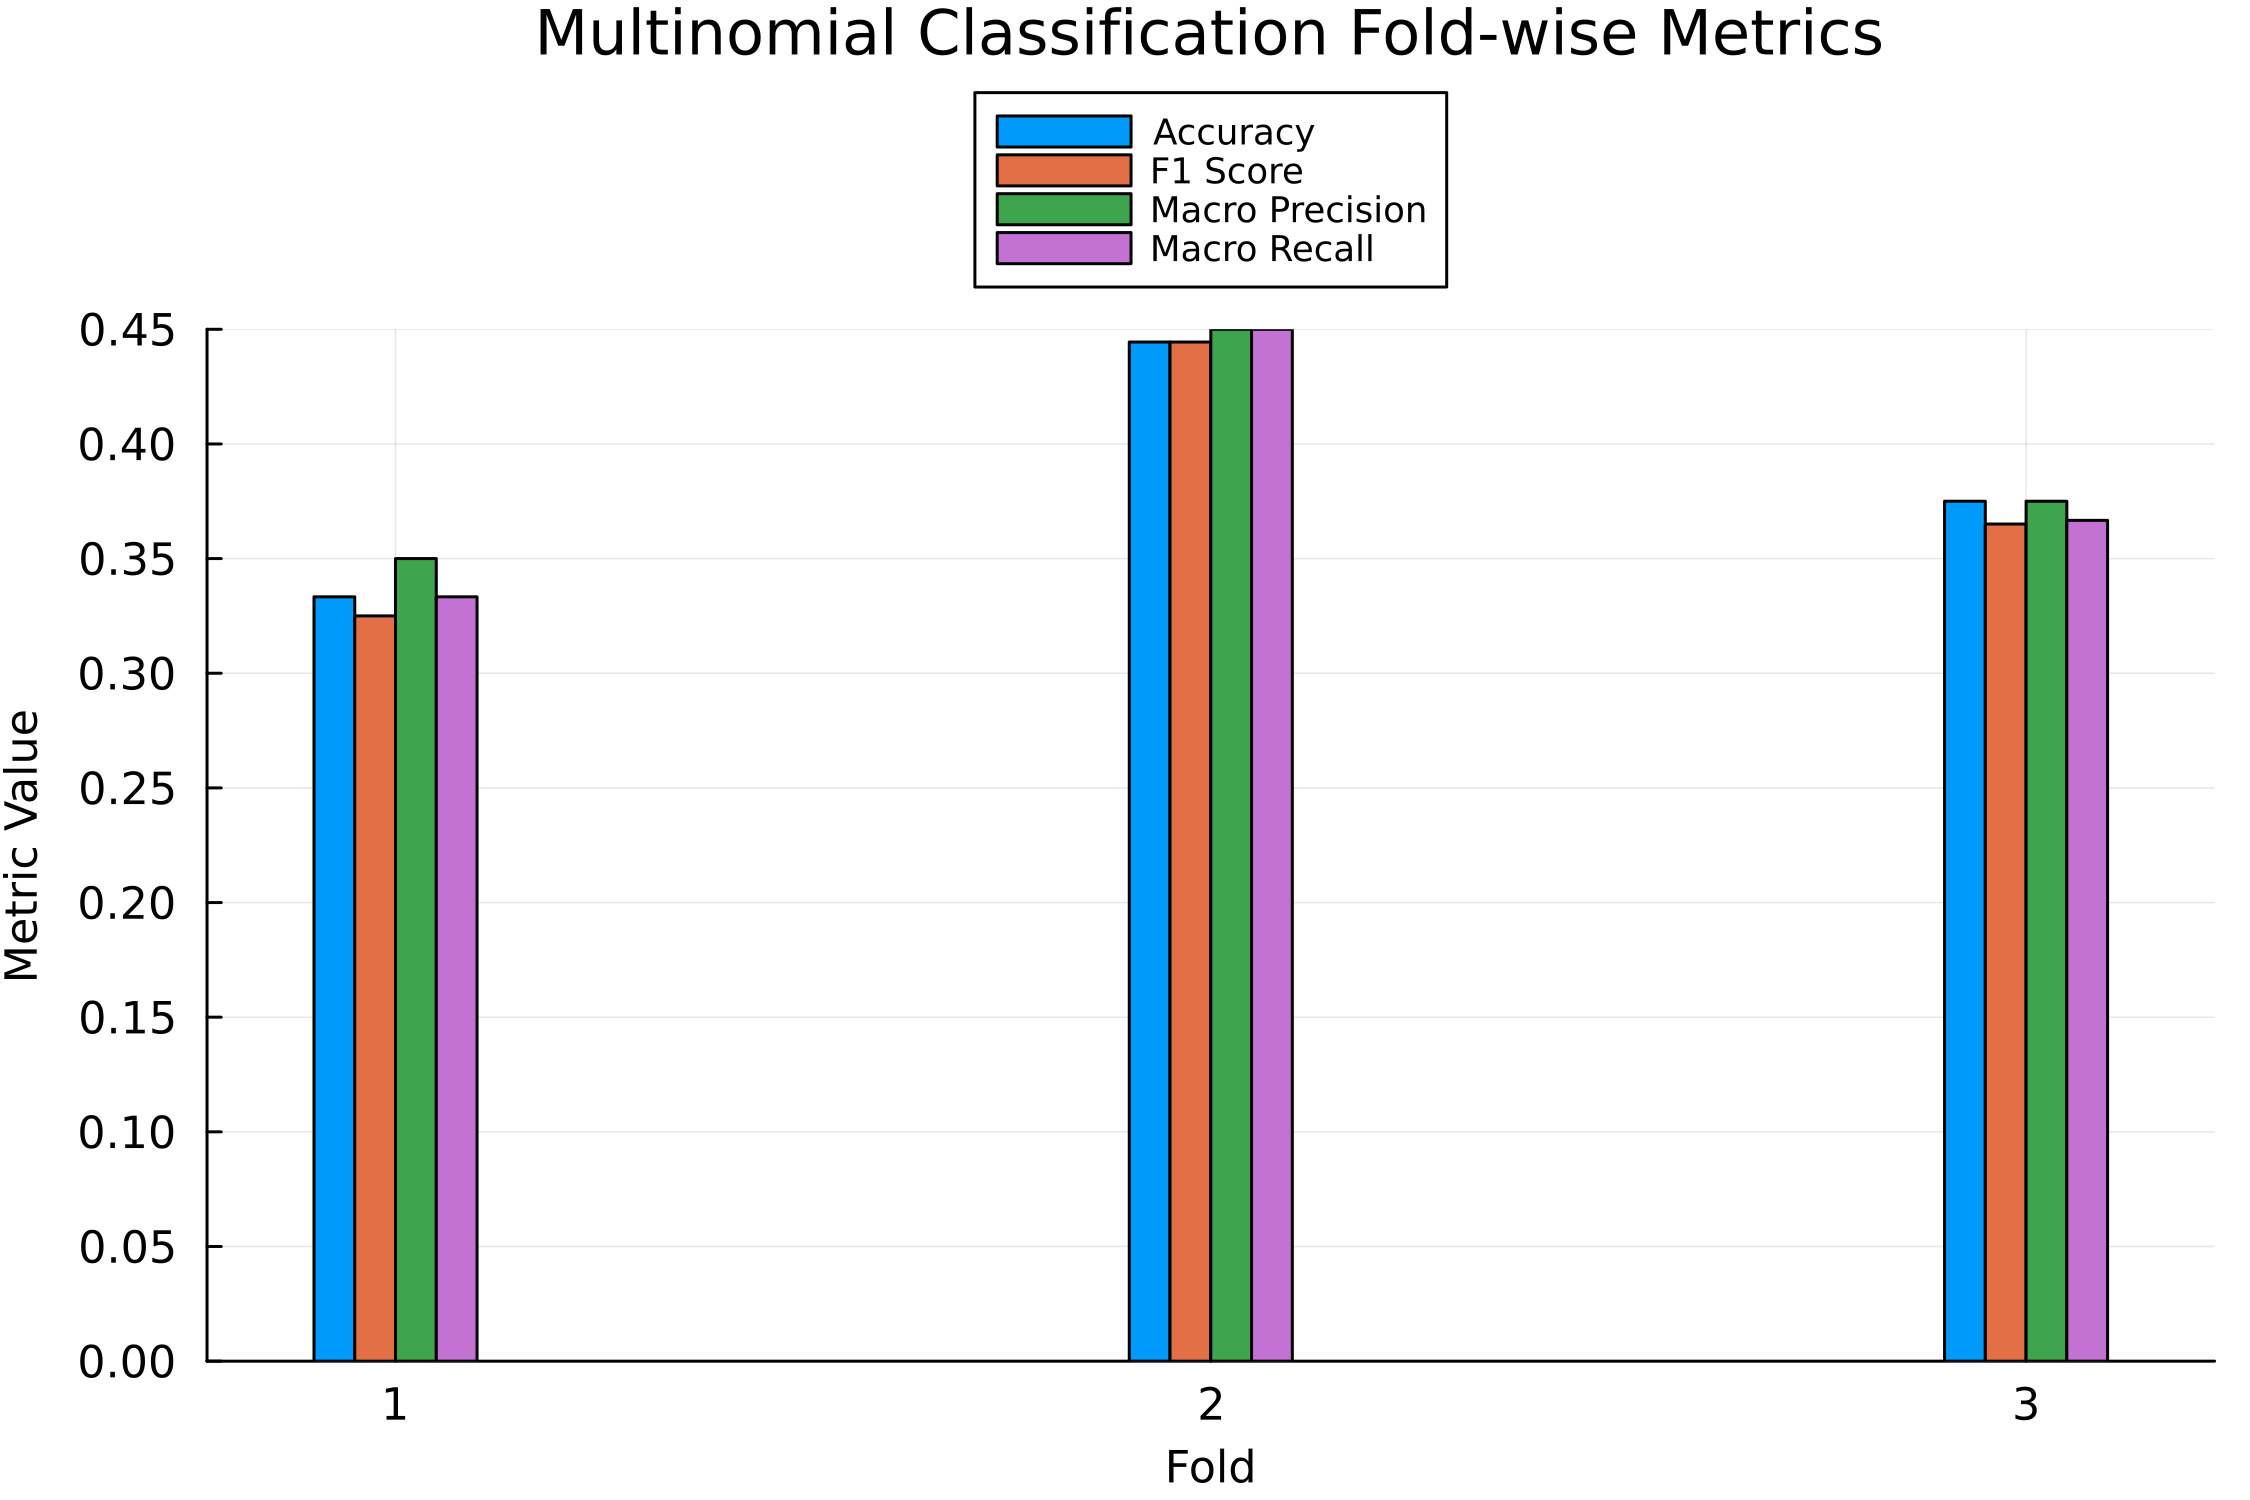 Multinomial Classification Fold-wise Metrics
Accuracy
F1 Score
Macro Precision
Macro Recall
0.45
0.40
0.35
0.30
0.25
0.20
0.15
0.10
0.05
0.00
Metric Value
1 2 3
Fold